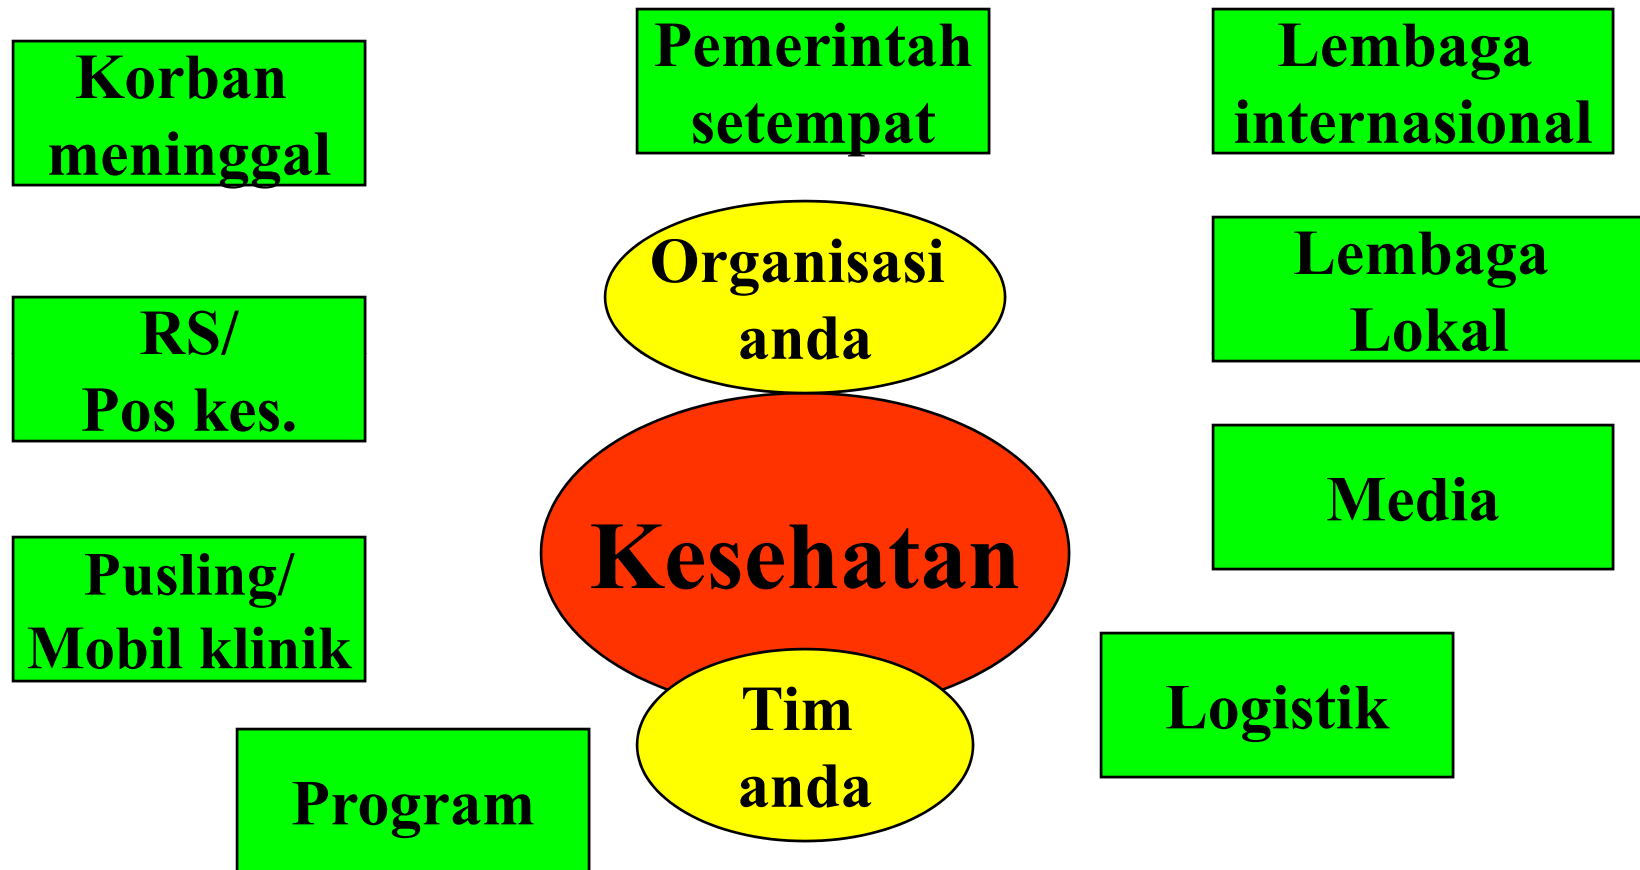 Korban
meninggal
Pemerintah
setempat
Lembaga
internasional
Organisasi
anda
Lembaga
Lokal
RS/
Pos kes.
Media
Kesehatan
Pusling/
Mobil klinik
Tim
anda
Logistik
Program